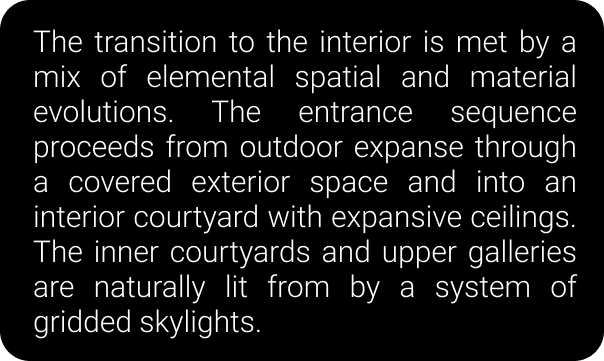 The transition to the interior is met by a
mix of elemental spatial and material
evolutions. The entrance sequence
proceeds from outdoor expanse through
a covered exterior space and into an
interior courtyard with expansive ceilings.
The inner courtyards and upper galleries
are naturally lit from by a system of
gridded skylights.